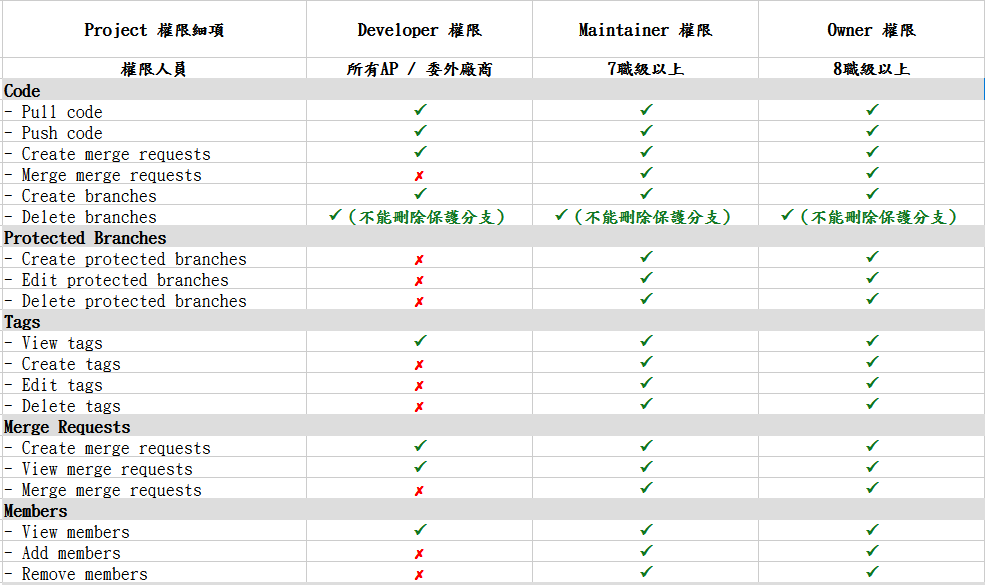 Project 權限細項 Developer 權限 Maintainer 權限 Owner 權限
權限人員 所有AP / 委外廠商 7職級以上 8職級以上
Code
- Pull code ✓ ✓ ✓
- Push code ✓ ✓ ✓
- Create merge requests ✓ ✓ ✓
- Merge merge requests ✗ ✓ ✓
- Create branches ✓ ✓ ✓
- Delete branches ✓(不能刪除保護分支) ✓(不能刪除保護分支) ✓(不能刪除保護分支)
Protected Branches
- Create protected branches ✗ ✓ ✓
- Edit protected branches ✗ ✓ ✓
- Delete protected branches ✗ ✓ ✓
Tags
- View tags ✓ ✓ ✓
- Create tags ✗ ✓ ✓
- Edit tags ✗ ✓ ✓
- Delete tags ✗ ✓ ✓
Merge Requests
- Create merge requests ✓ ✓ ✓
- View merge requests ✓ ✓ ✓
- Merge merge requests ✗ ✓ ✓
Members
- View members ✓ ✓ ✓
- Add members ✗ ✓ ✓
- Remove members ✗ ✓ ✓